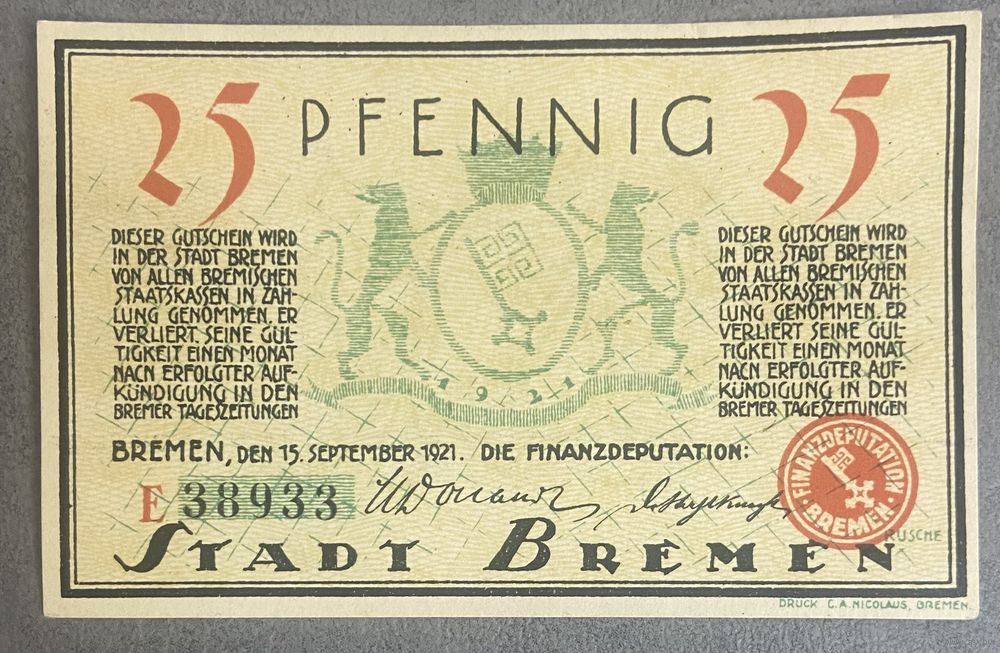 25 PFENNIG 25
DIESER GUTSCHEIN WIRD
IN DER STADT BREMEN
VON ALLEN BREMISCHEN
STAATSKASSEN IN ZAH-
LUNG GENOMMEN. ER
VERLIERT SEINE GÜL-
TIGKEIT EINEN MONAT
NACH ERFOLGTER AUF-
KÜNDIGUNG IN DEN
BREMER TAGESZEITUNGEN
DIESER GUTSCHEIN WIRD
IN DER STADT BREMEN
VON ALLEN BREMISCHEN
STAATSKASSEN IN ZAH-
LUNG GENOMMEN. ER
VERLIERT SEINE GÜL-
TIGKEIT EINEN MONAT
NACH ERFOLGTER AUF-
KÜNDIGUNG IN DEN
BREMER TAGESZEITUNGEN
1921
BREMEN, DEN 15. SEPTEMBER 1921. DIE FINANZDEPUTATION:
E 38933
FINANZDEPUTATION
BREMEN
RUSCHE
STADT BREMEN
DRUCK C.A. NICOLAUS, BREMEN.